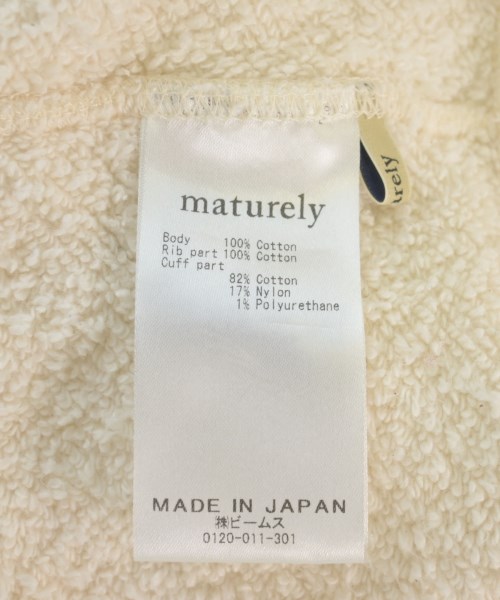 maturely
Body 100% Cotton
Rib part 100% Cotton
Cuff part
82% Cotton
17% Nylon
1% Polyurethane
MADE IN JAPAN
㈱ビームス
0120-011-301